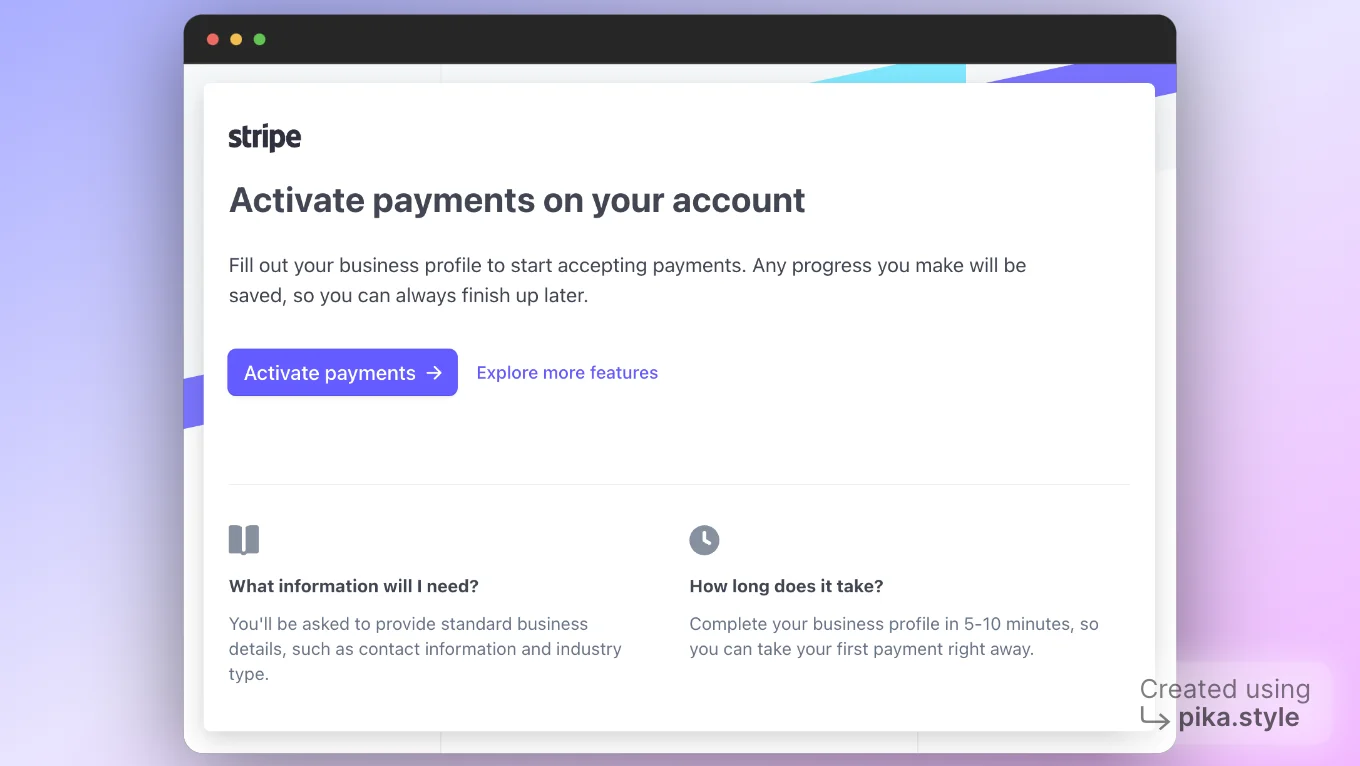 stripe
Activate payments on your account
Fill out your business profile to start accepting payments. Any progress you make will be
saved, so you can always finish up later.
Activate payments →
Explore more features
What information will I need?
You'll be asked to provide standard business
details, such as contact information and industry
type.
How long does it take?
Complete your business profile in 5-10 minutes, so
you can take your first payment right away.
Created using
pika.style